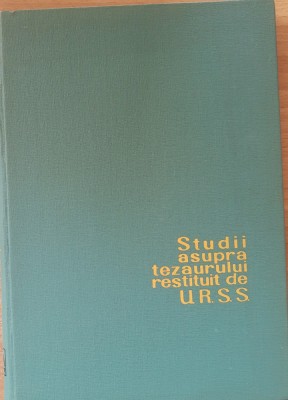 Studii
asupra
tezaurului
restituit de
U.R.S.S.